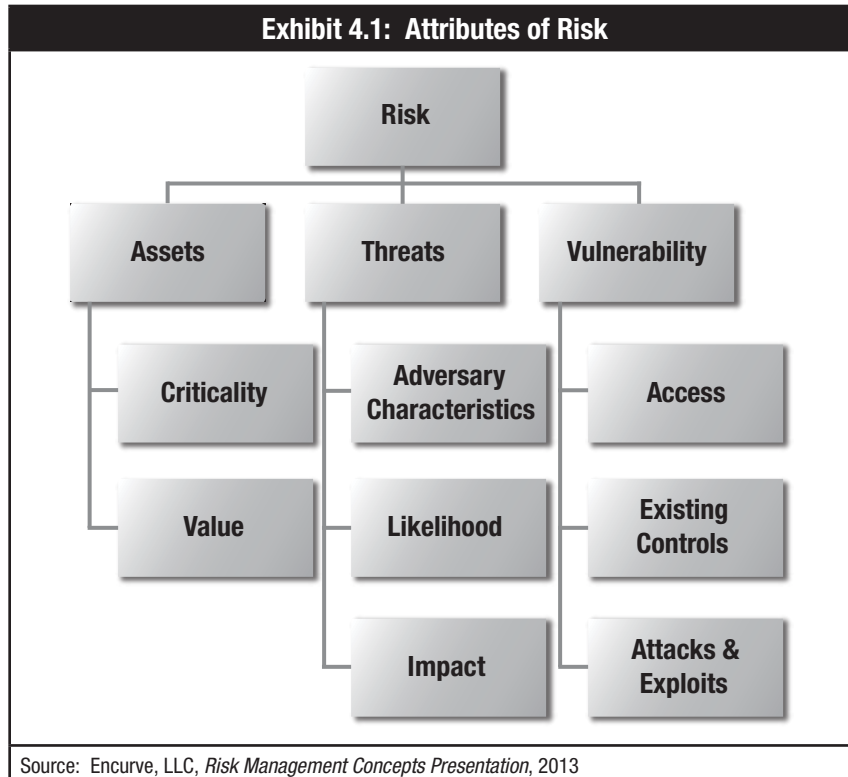 Exhibit 4.1: Attributes of Risk
Risk
Assets
Threats
Vulnerability
Criticality
Adversary
Characteristics
Access
Value
Likelihood
Existing
Controls
Impact
Attacks &
Exploits
Source: Encurve, LLC, Risk Management Concepts Presentation, 2013